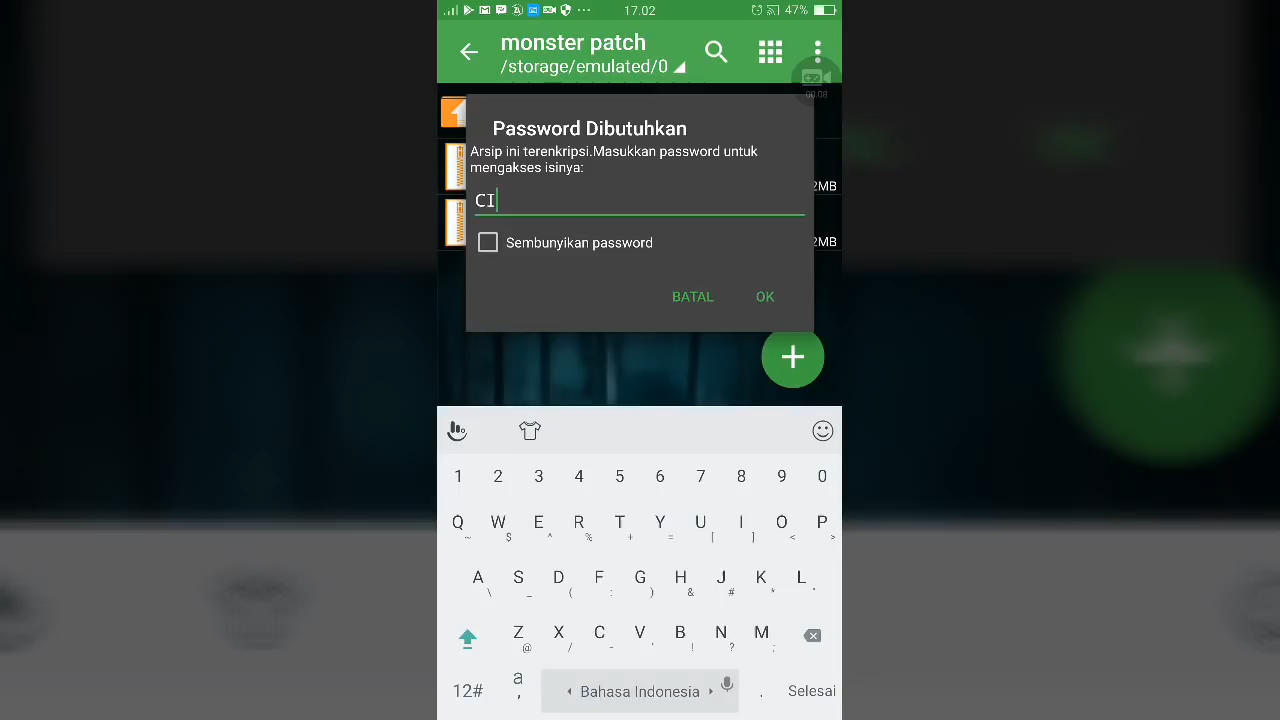 17.02
47%
monster patch
/storage/emulated/0
00.08
Password Dibutuhkan
Arsip ini terenkripsi.Masukkan password untuk
mengakses isinya:
2MB
CI
2MB
Sembunyikan password
BATAL OK
1 2 3 4 5 6 7 8 9 0
Q W E R T Y U I O P
~ $ ^ % + = [ ] < >
A S D F G H J K L
\ _ ( : ) & # * "
Z X C V B N M
@ / - ' ! ? ;
12# a , Bahasa Indonesia . Selesai